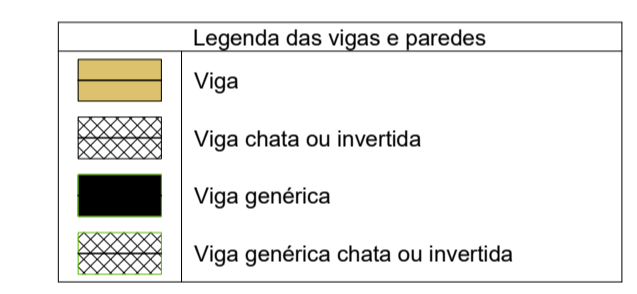 Legenda das vigas e paredes
Viga
Viga chata ou invertida
Viga genérica
Viga genérica chata ou invertida